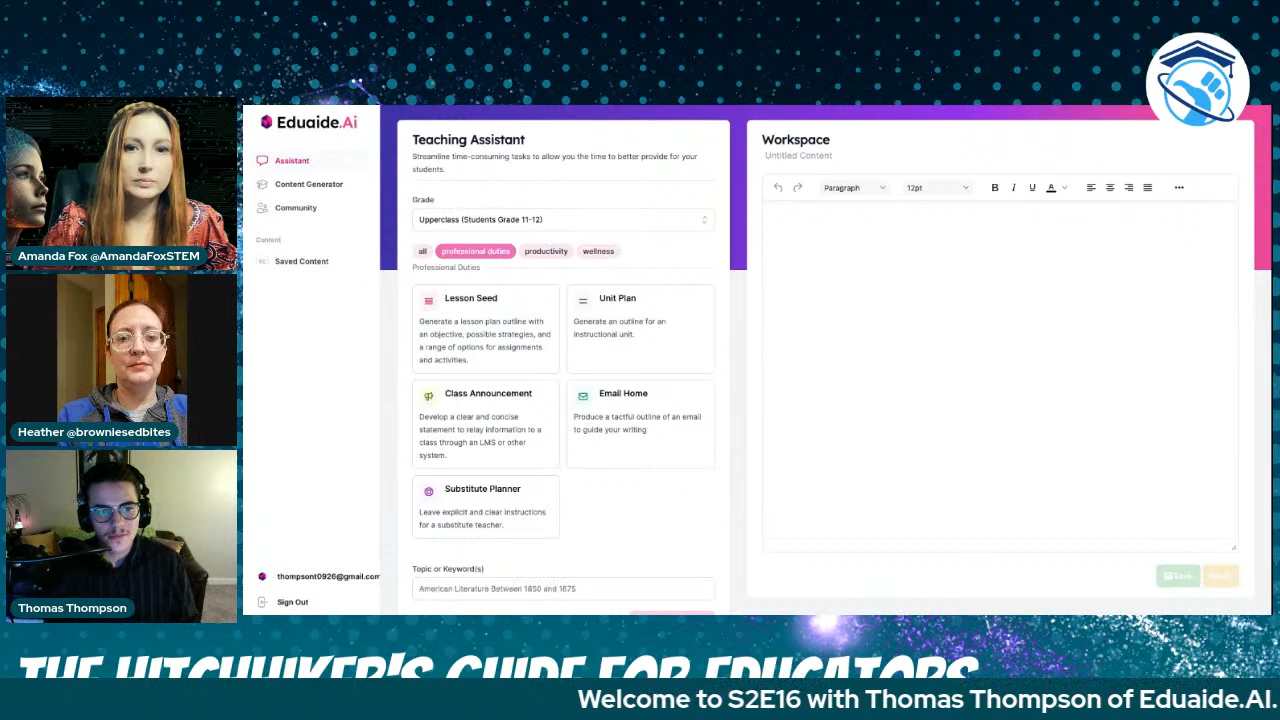 Amanda Fox @AmandaFoxSTEM
Heather @browniesedbites
Thomas Thompson
Eduaide.Ai
Assistant
Content Generator
Community
Content
Saved Content
thompsont0926@gmail.com
Sign Out
Teaching Assistant
Streamline time-consuming tasks to allow you the time to better provide for your
students.
Grade
Upperclass (Students Grade 11-12)
all professional duties productivity wellness
Professional Duties
Lesson Seed
Generate a lesson plan outline with
an objective, possible strategies, and
a range of options for assignments
and activities.
Unit Plan
Generate an outline for an
instructional unit.
Class Announcement
Develop a clear and concise
statement to relay information to a
class through an LMS or other
system.
Email Home
Produce a tactful outline of an email
to guide your writing
Substitute Planner
Leave explicit and clear instructions
for a substitute teacher.
Topic or Keyword(s)
American Literature Between 1850 and 1875
Workspace
Untitled Content
Paragraph 12pt B I U A
Save
THE HITCHHIKER'S GUIDE FOR EDUCATORS
Welcome to S2E16 with Thomas Thompson of Eduaide.AI.